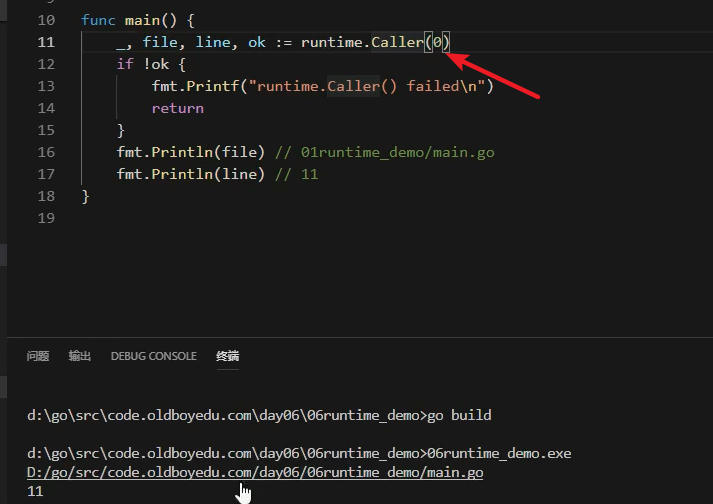 10 func main() {
11 _, file, line, ok := runtime.Caller(0)
12 if !ok {
13 fmt.Printf("runtime.Caller() failed\n")
14 return
15 }
16 fmt.Println(file) // 01runtime_demo/main.go
17 fmt.Println(line) // 11
18 }
19
问题 输出 DEBUG CONSOLE 终端
d:\go\src\code.oldboyedu.com\day06\06runtime_demo>go build
d:\go\src\code.oldboyedu.com\day06\06runtime_demo>06runtime_demo.exe
D:/go/src/code.oldboyedu.com/day06/06runtime_demo/main.go
11